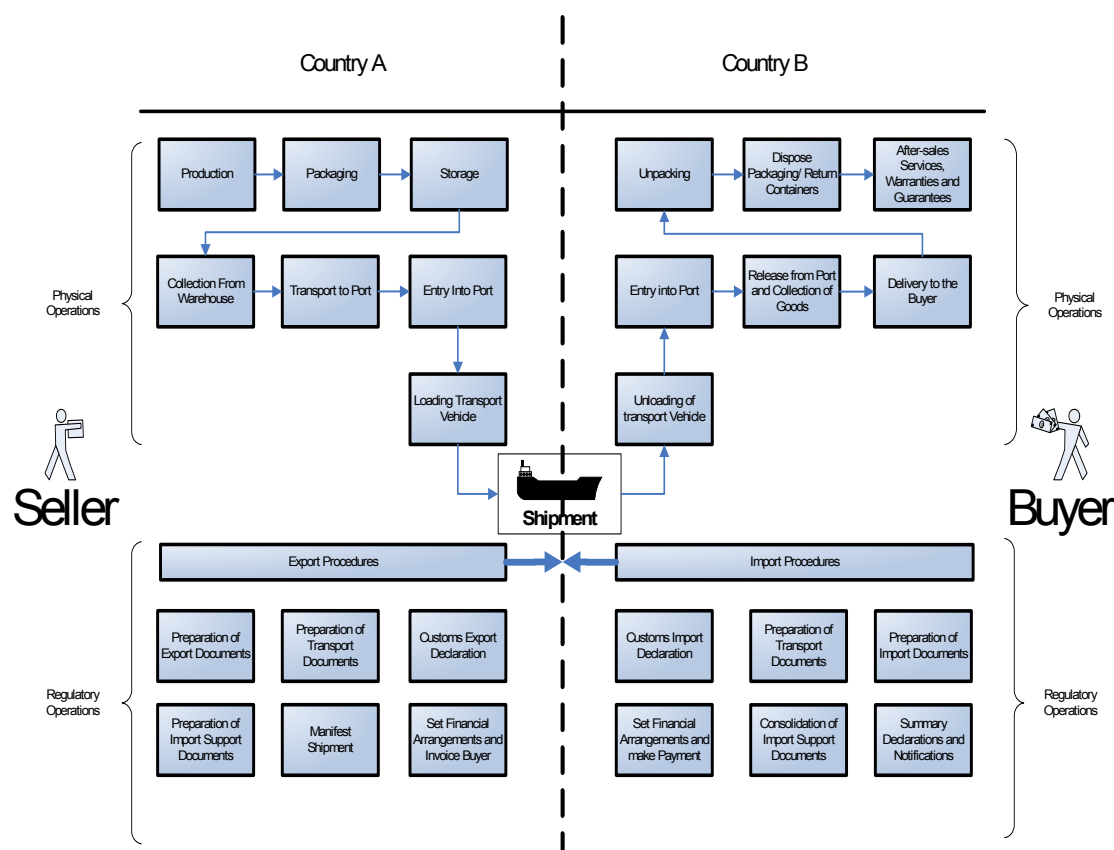 Country A
Country B
Production
Packaging
Storage
Unpacking
Dispose
Packaging/ Return
Containers
After-sales
Services,
Warranties and
Guarantees
Physical
Operations
Collection From
Warehouse
Transport to Port
Entry Into Port
Entry into Port
Release from Port
and Collection of
Goods
Delivery to the
Buyer
Physical
Operations
Loading Transport
Vehicle
Unloading of
transport Vehicle
Seller
Shipment
Buyer
Export Procedures
Import Procedures
Preparation of
Export Documents
Preparation of
Transport
Documents
Customs Export
Declaration
Customs Import
Declaration
Preparation of
Transport
Documents
Preparation of
Import Documents
Regulatory
Operations
Regulatory
Operations
Preparation of
Import Support
Documents
Manifest
Shipment
Set Financial
Arrangements and
Invoice Buyer
Set Financial
Arrangements and
make Payment
Consolidation of
Import Support
Documents
Summary
Declarations and
Notifications